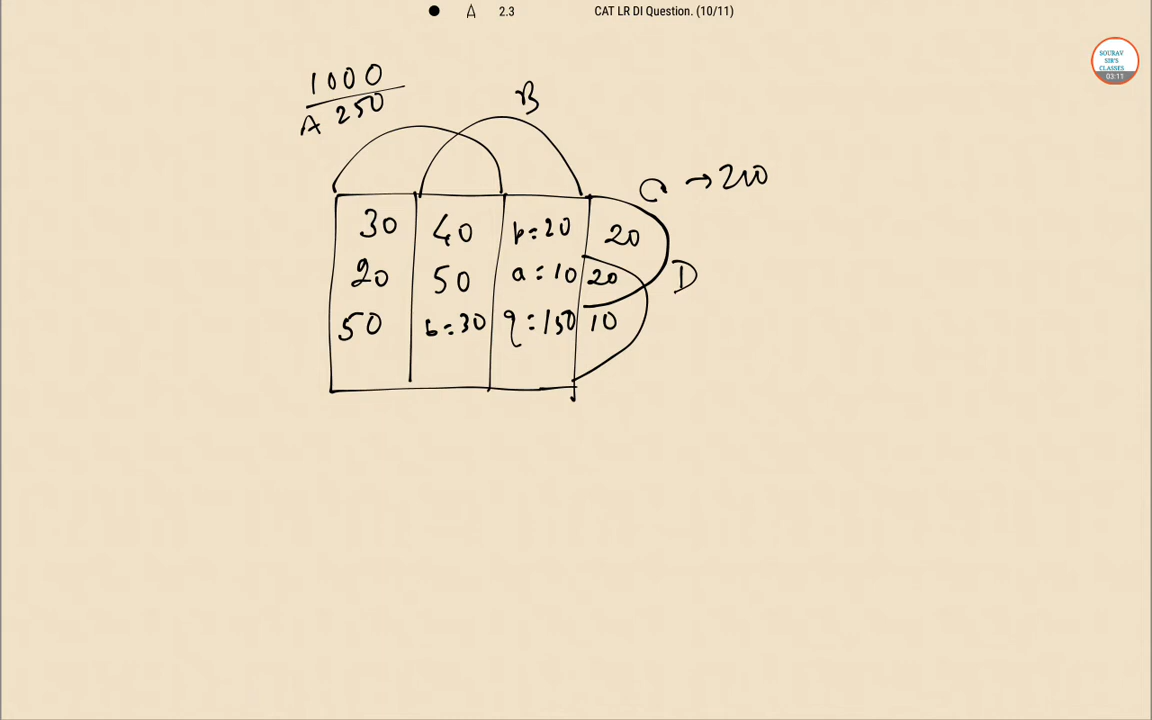 2.3 CAT LR DI Question. (10/11)
SOURAV
SIR'S
CLASSES
03:11
1000
A 250
B
C → 200
30 40 p = 20 20
20 50 a = 10 20
D
50 b = 30 q = 150 10